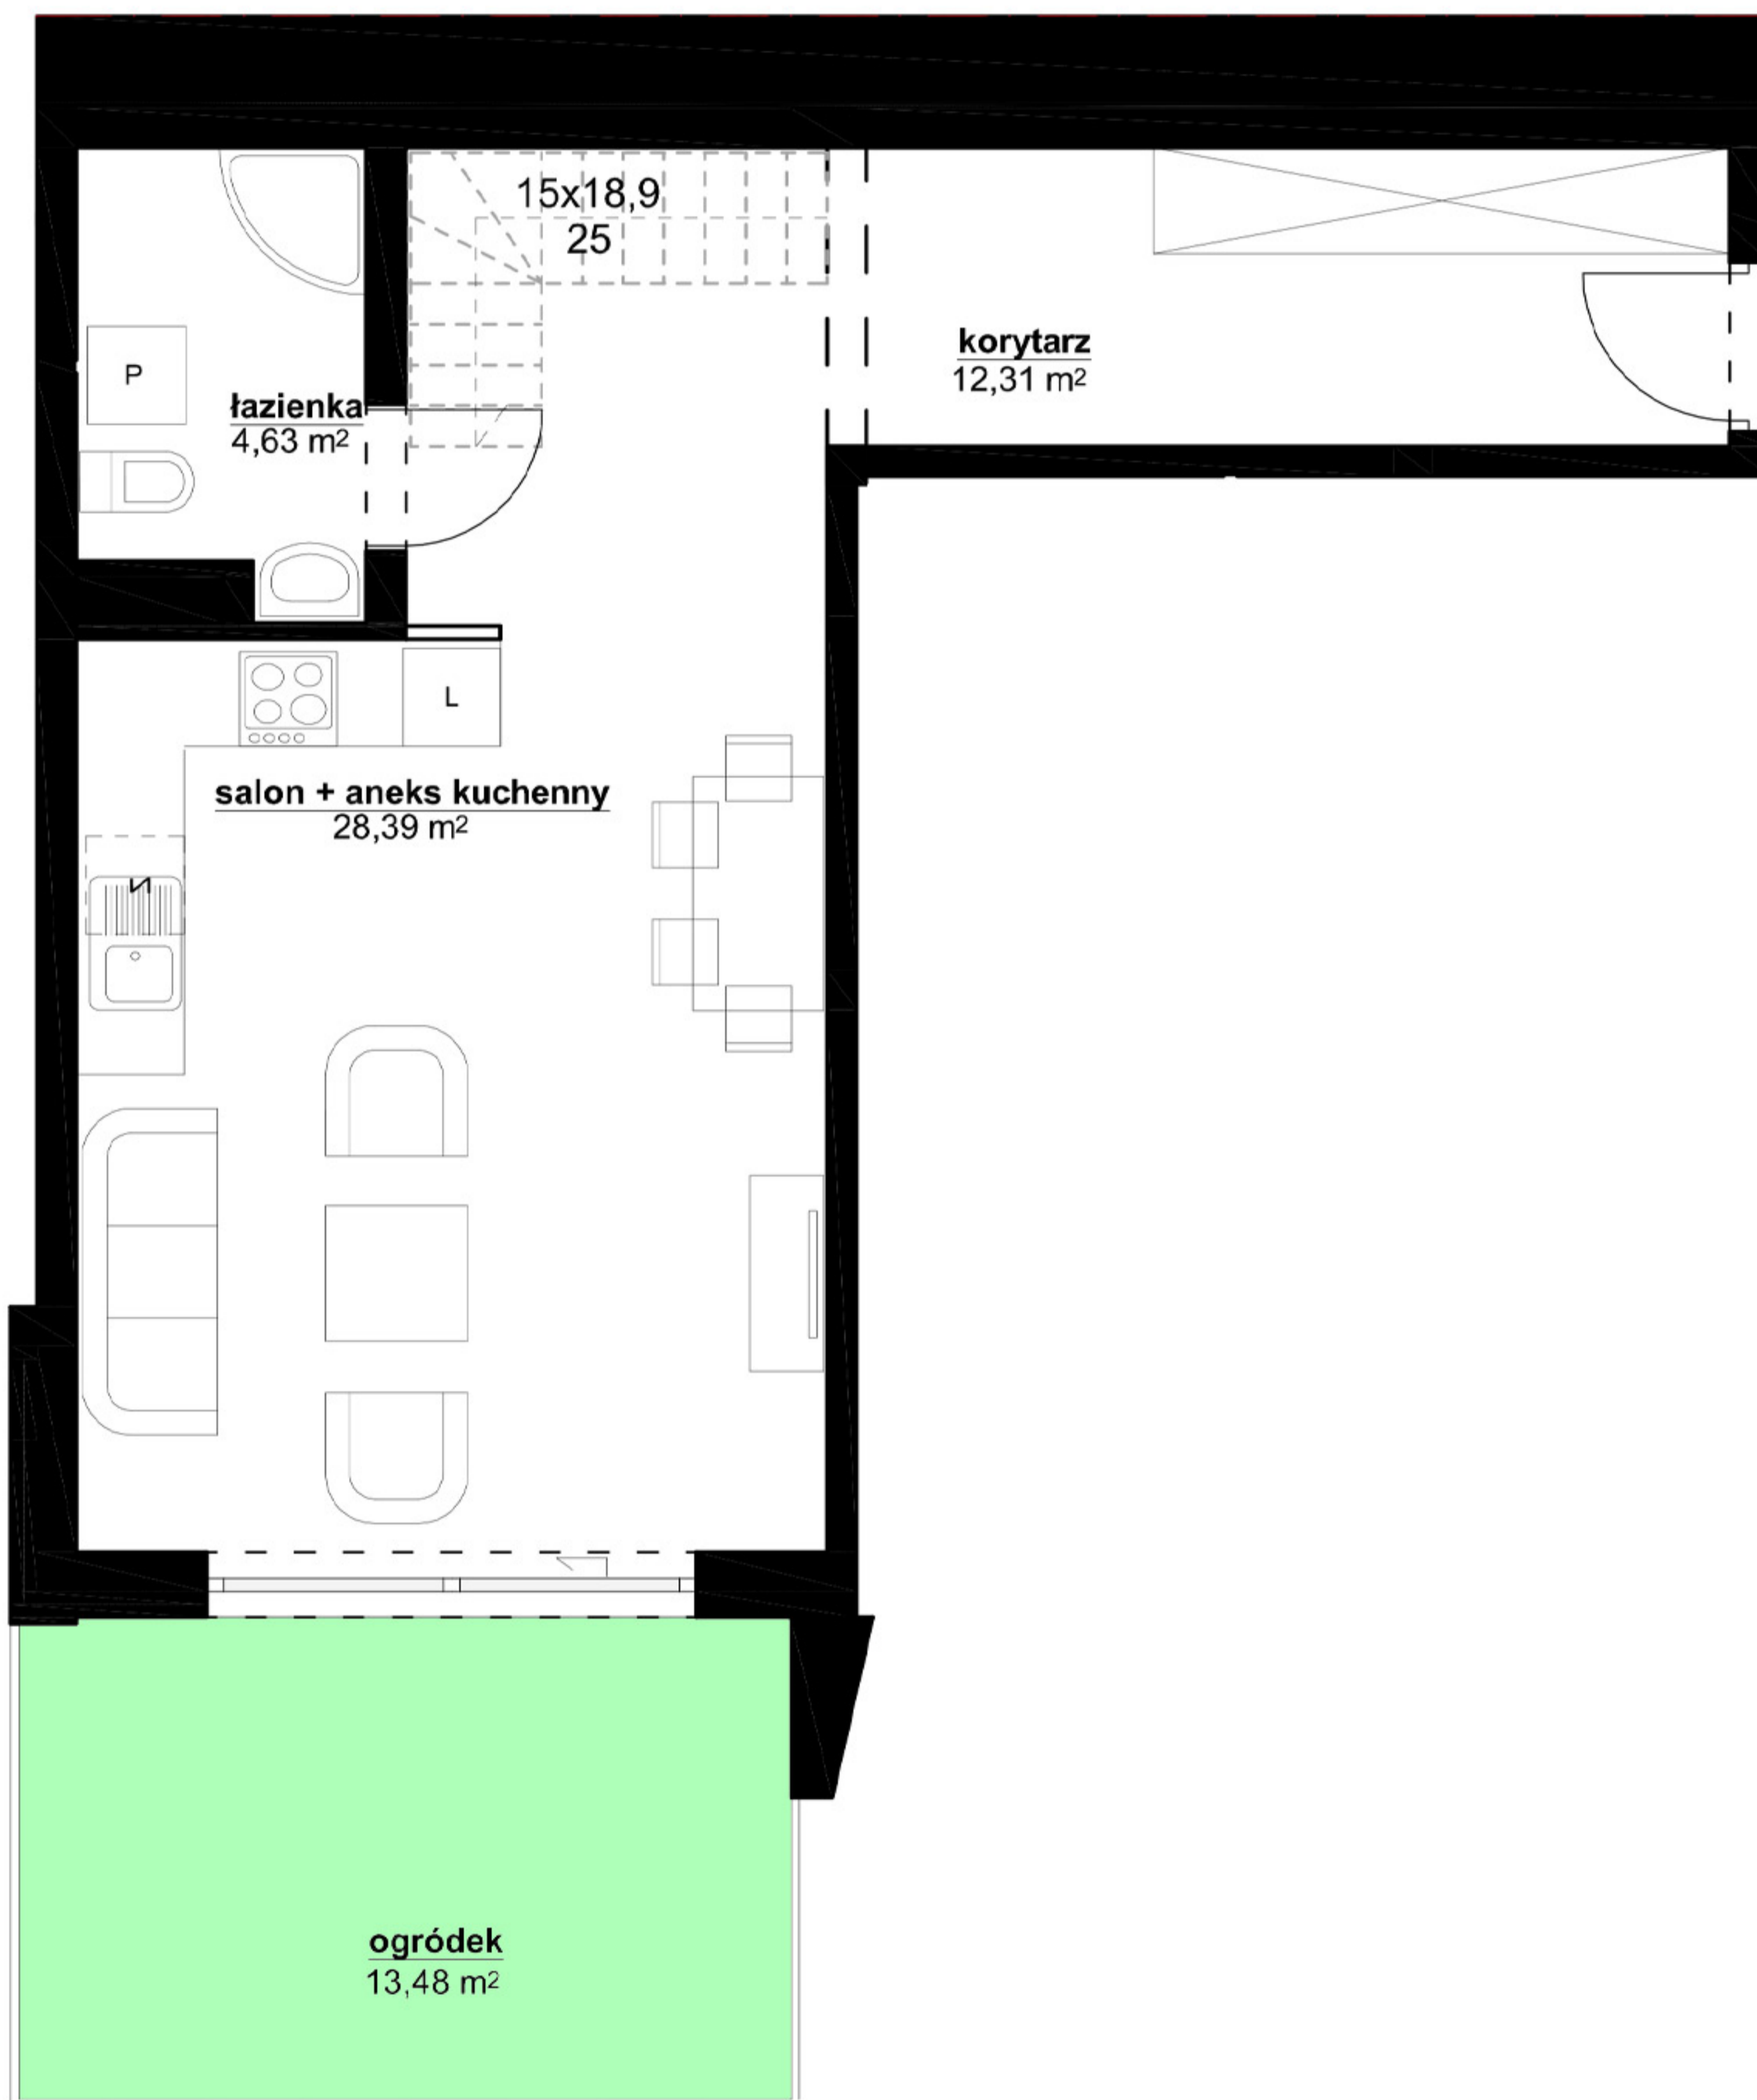 15x18,9
25
korytarz
12,31 m²
P
łazienka
4,63 m²
L
salon + aneks kuchenny
28,39 m²
ogródek
13,48 m²